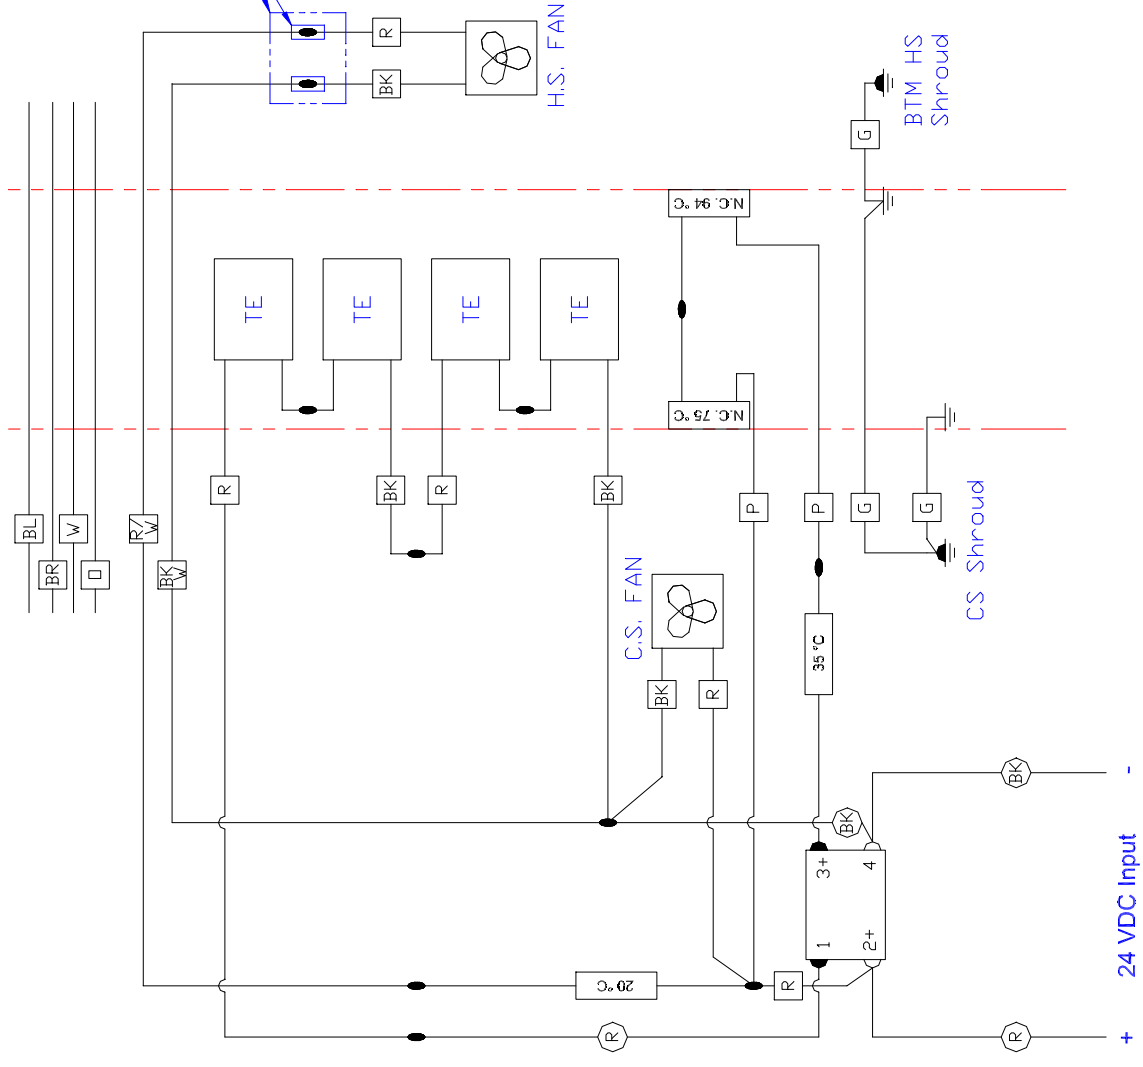 R
BK
H.S. FAN
BTM HS
Shroud
G
N.C. 94°C
TE
TE
TE
TE
N.C. 75°C
R
BK
R
BK
P
P
G
G
BL
W
R/W
BR
O
BK/W
CS Shroud
C.S. FAN
35 °C
BK
R
BK
-
BK
3+
4
1
2+
24 VDC Input
20°C
R
R
R
+